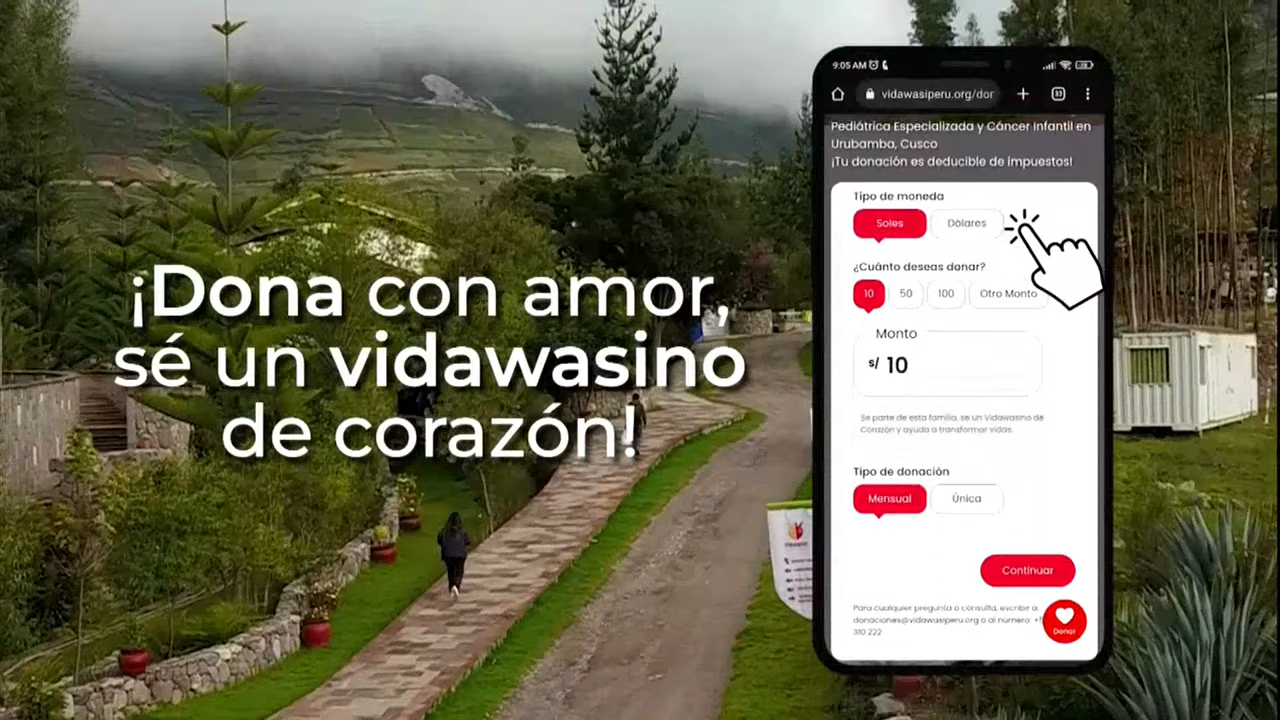 ¡Dona con amor,
sé un vidawasino
de corazón!
9:05 AM
vidawasiperu.org/dor
33
Pediátrica Especializada y Cáncer Infantil en
Urubamba, Cusco
¡Tu donación es deducible de impuestos!
Tipo de moneda
Soles
Dólares
¿Cuánto deseas donar?
10
50
100
Otro Monto
Monto
s/ 10
Se parte de esta familia, se un Vidawasino de
Corazón y ayuda a transformar vidas.
Tipo de donación
Mensual
Única
Continuar
Para cualquier pregunta o consulta, escribir a:
donaciones@vidawasiperu.org o al número:
310 222
Donar